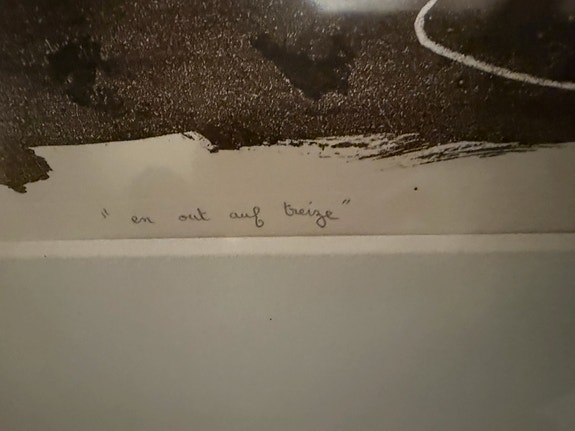 " en out auf treize "